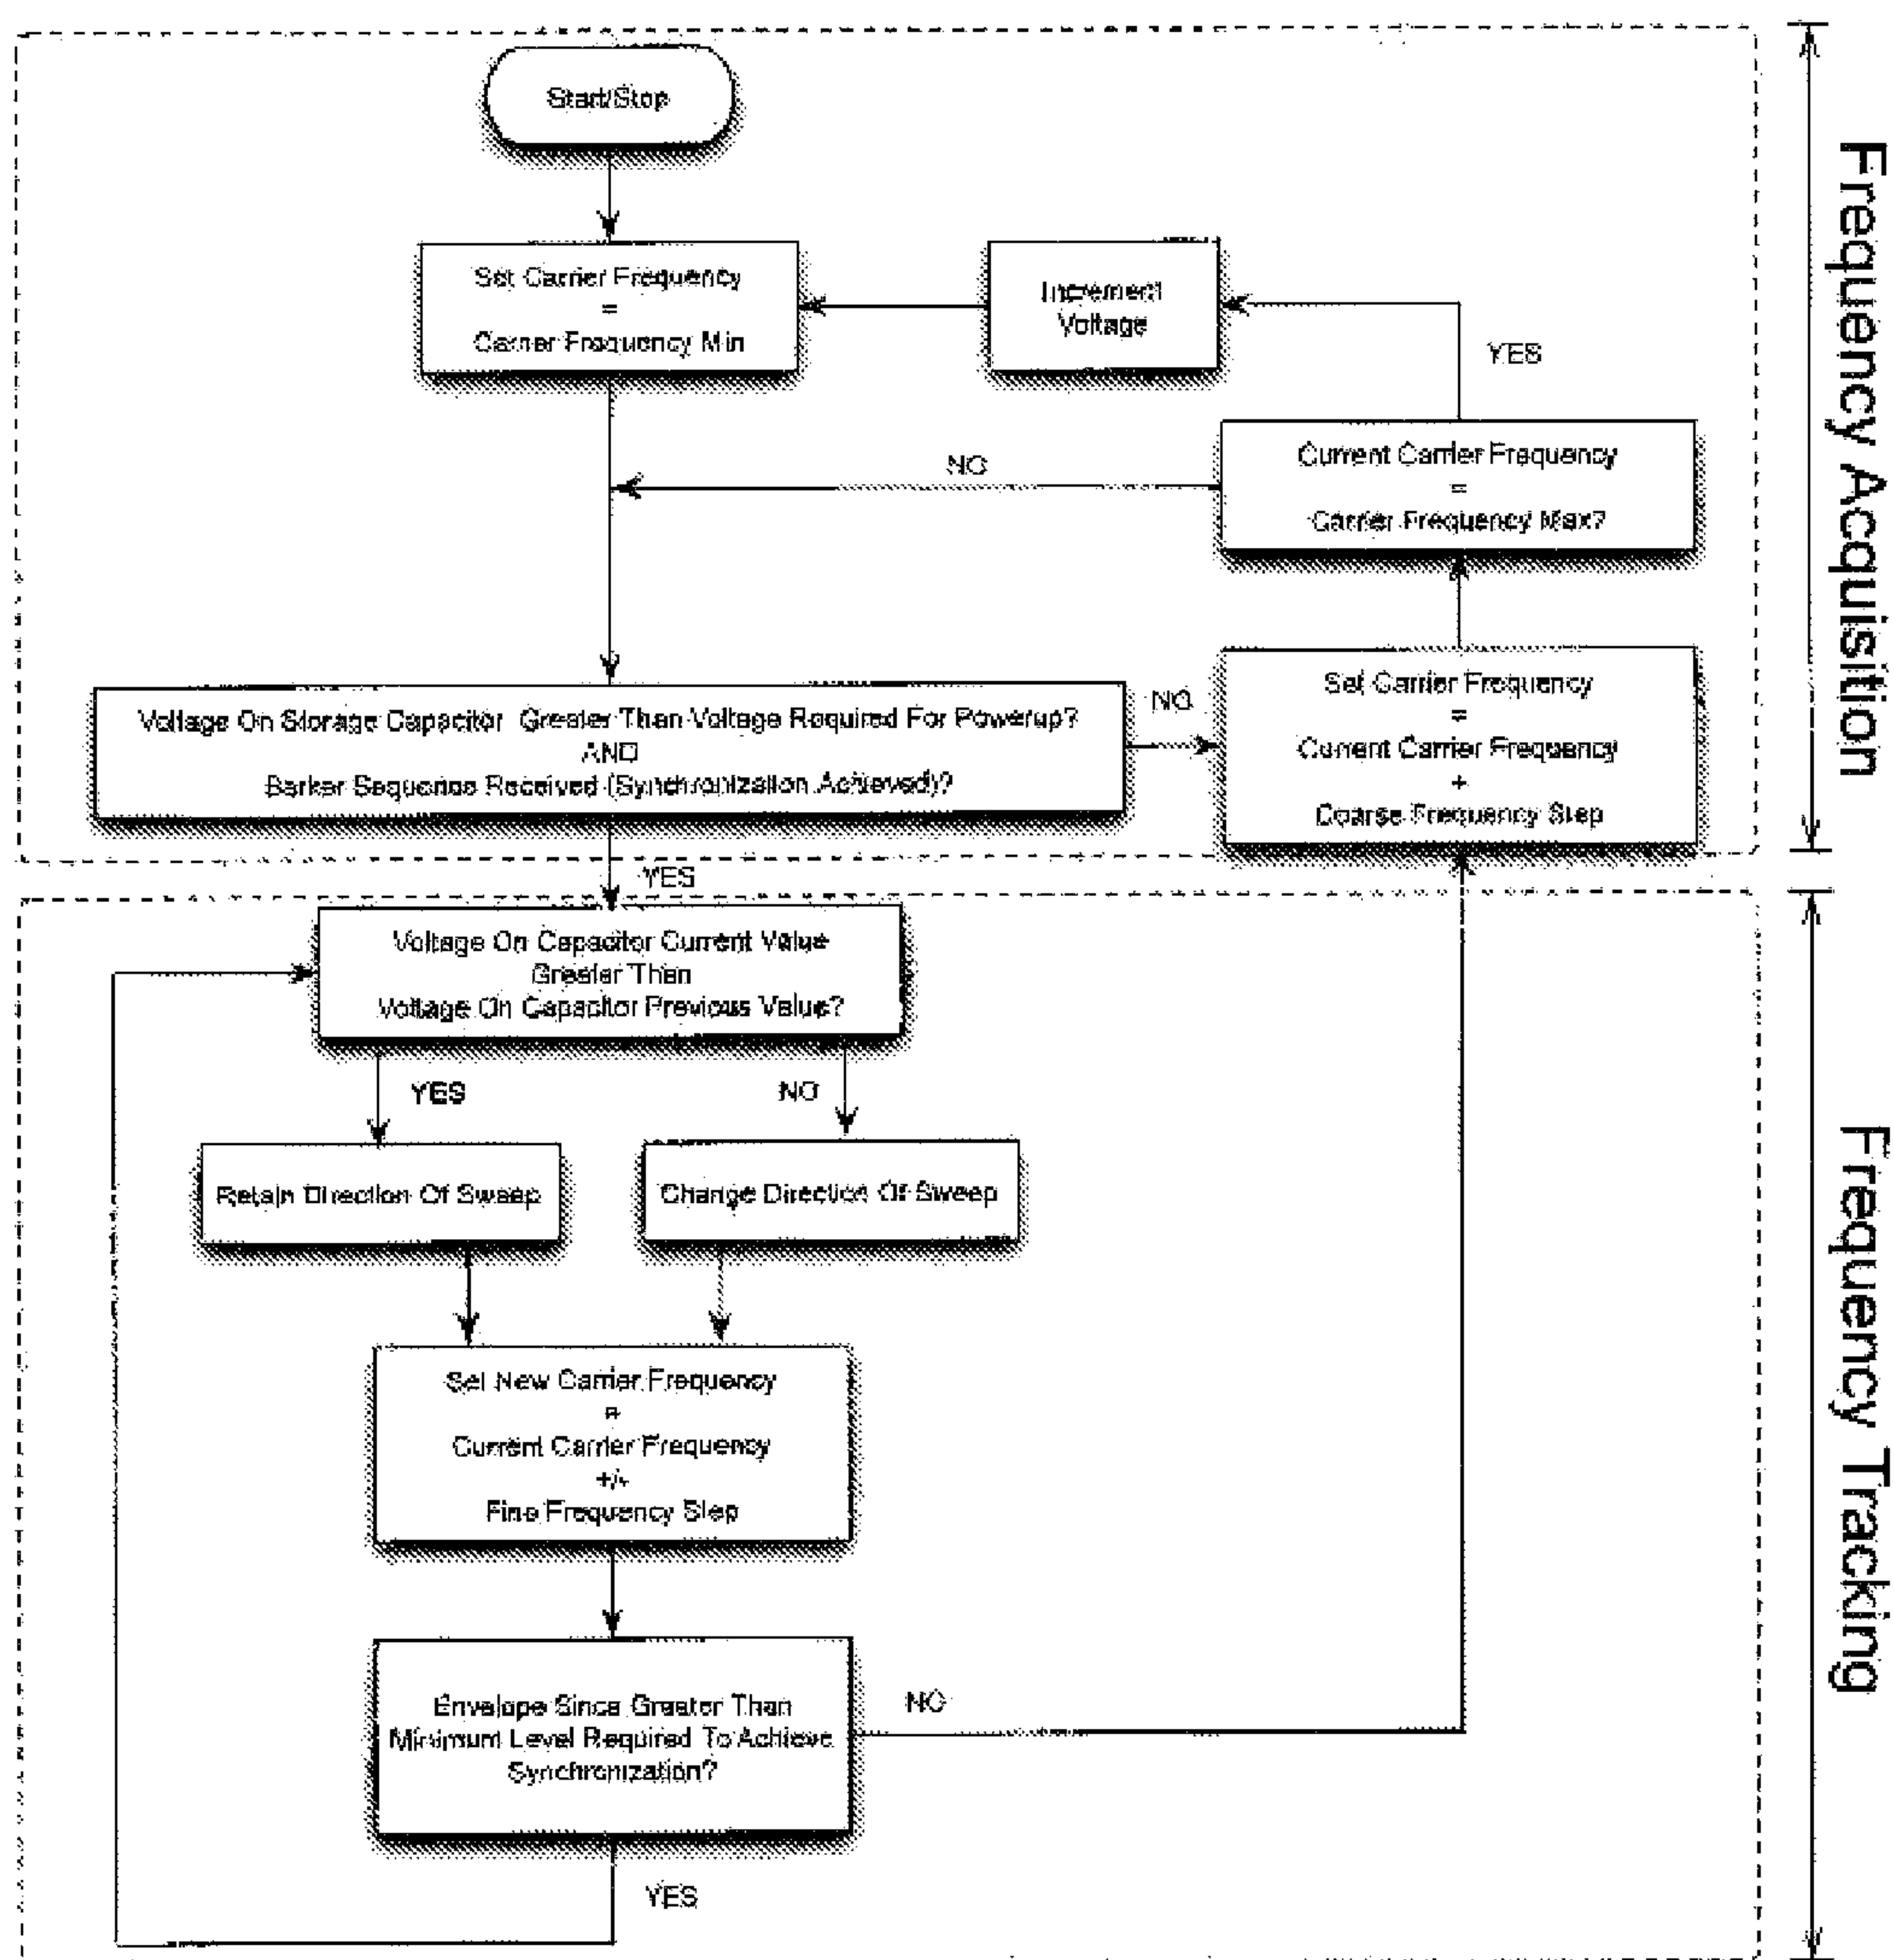 Start/Stop
Set Carrier Frequency
=
Carrier Frequency Min
Increment
Voltage
YES
NO
Current Carrier Frequency
=
Carrier Frequency Max?
Voltage On Storage Capacitor Greater Than Voltage Required For Powerup?
AND
Barker Sequence Received (Synchronization Achieved)?
NO
Set Carrier Frequency
=
Current Carrier Frequency
+
Coarse Frequency Step
Frequency Acquisition
YES
Voltage On Capacitor Current Value
Greater Than
Voltage On Capacitor Previous Value?
YES
NO
Retain Direction Of Sweep
Change Direction Of Sweep
Set New Carrier Frequency
=
Current Carrier Frequency
+/-
Fine Frequency Step
Envelope Since Greater Than
Minimum Level Required To Achieve
Synchronization?
NO
YES
Frequency Tracking